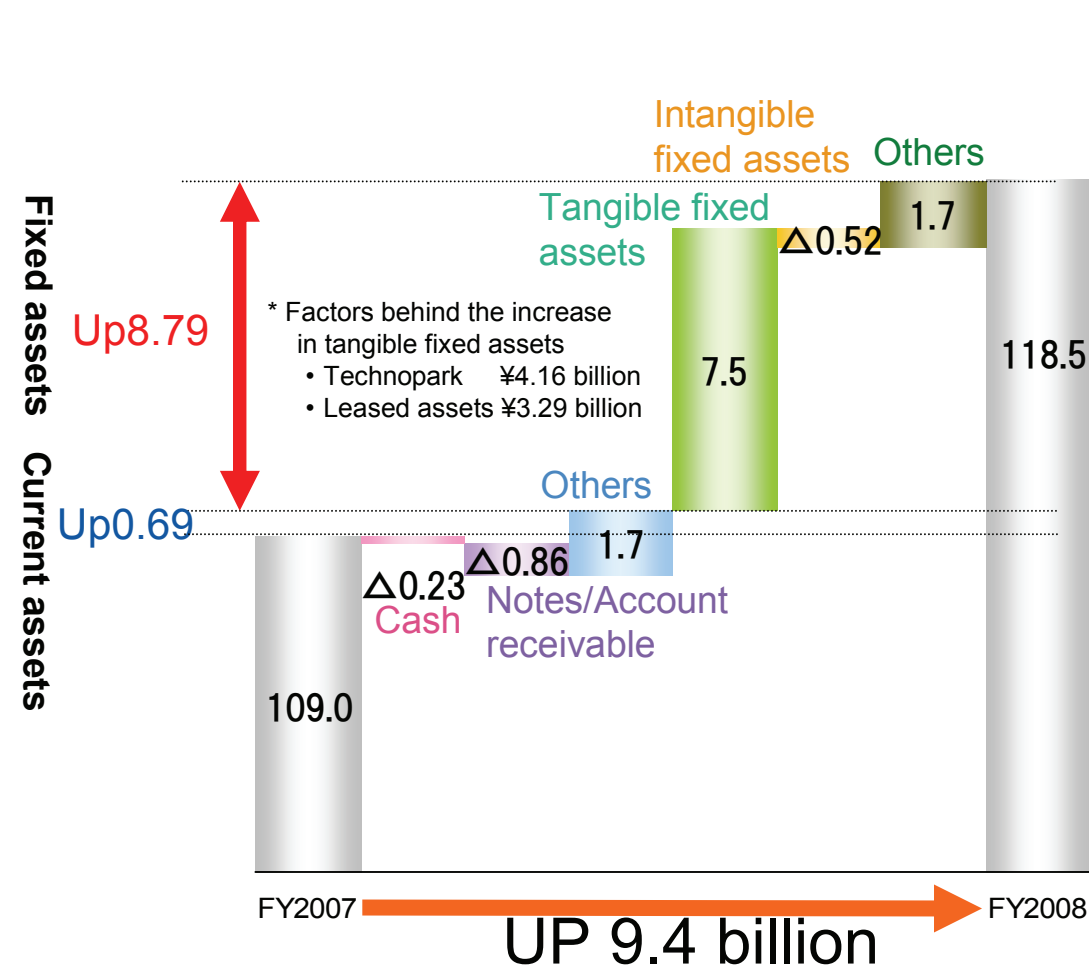 Intangible
fixed assets
Others
Tangible fixed
assets
△0.52
1.7
Fixed assets
Up8.79
* Factors behind the increase
in tangible fixed assets
• Technopark ¥4.16 billion
• Leased assets ¥3.29 billion
7.5
118.5
Others
Current assets
Up0.69
1.7
△0.86
△0.23
Cash
Notes/Account
receivable
109.0
FY2007
FY2008
UP 9.4 billion